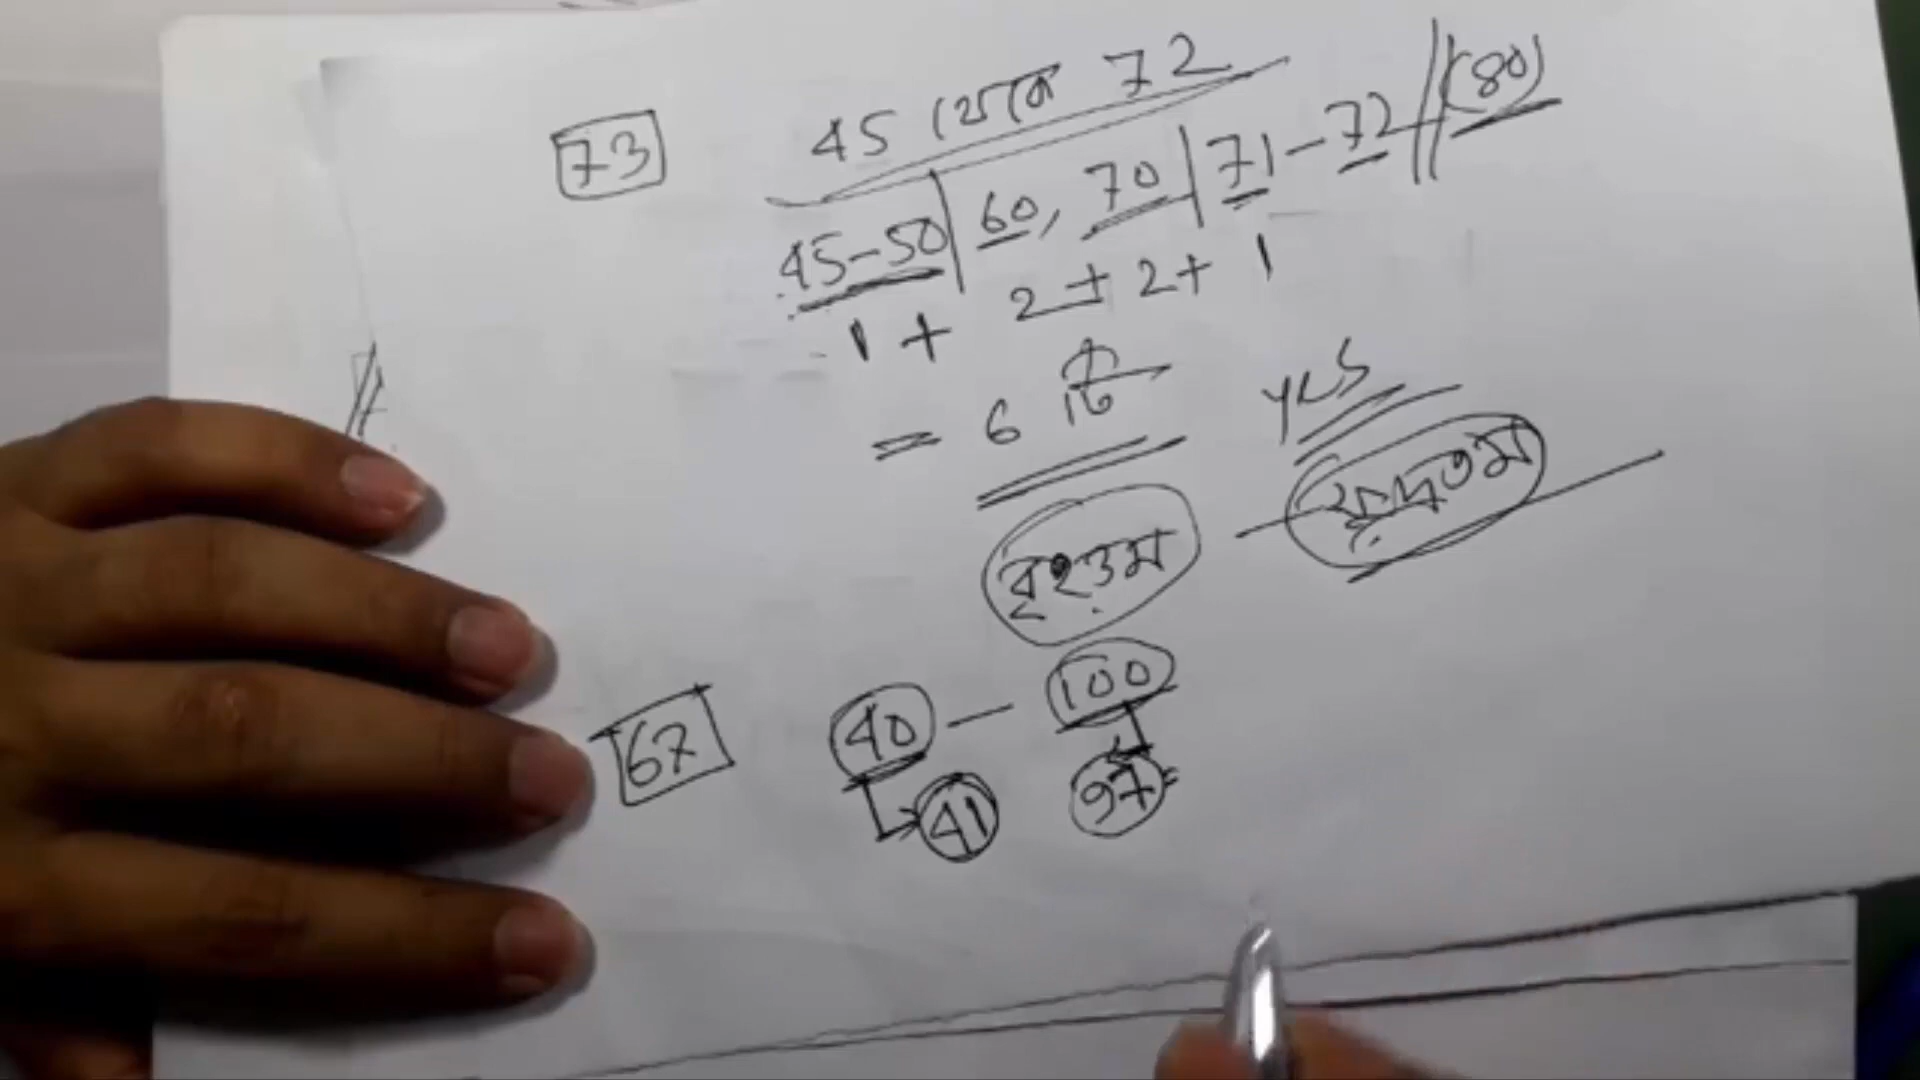 73 45 থেকে 72
45-50 | 60, 70 | 71-72 // (80)
1 + 2 + 2 + 1
= 6 টি yes
বৃহত্তম - ক্ষুদ্রতম
67 40 - 100
41 97